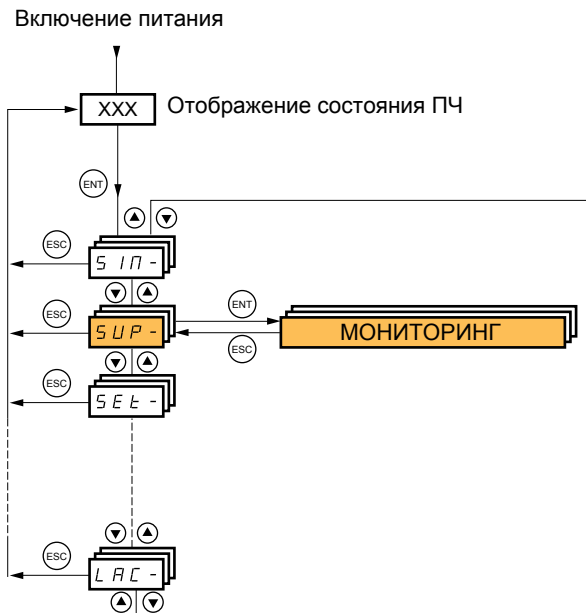 Включение питания
XXX Отображение состояния ПЧ
ENT
ESC
SIM-
ENT
ESC
SUP-
МОНИТОРИНГ
ESC
ESC
SEt-
ESC
LAC-